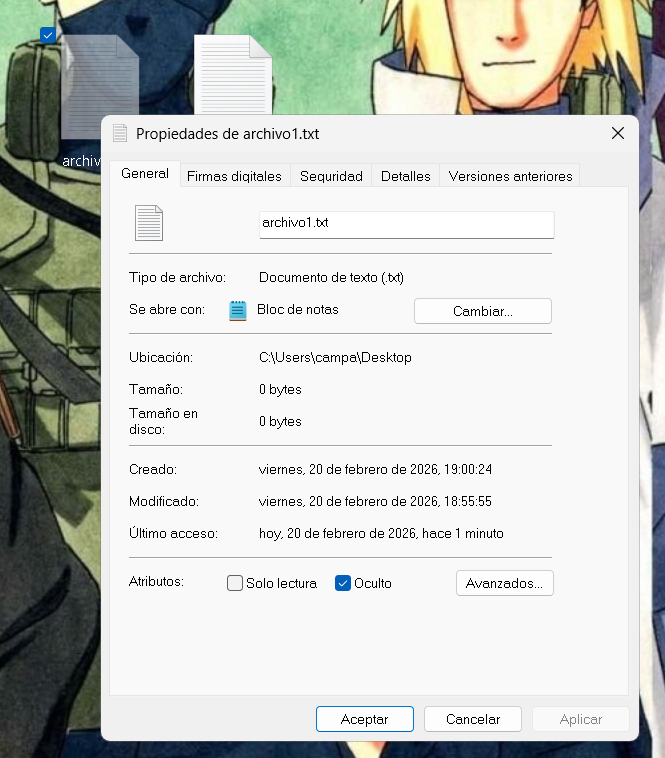 archiv
Propiedades de archivo1.txt
General
Firmas digitales
Seguridad
Detalles
Versiones anteriores
archivo1.txt
Tipo de archivo: Documento de texto (.txt)
Se abre con: Bloc de notas
Cambiar...
Ubicación: C:\Users\campa\Desktop
Tamaño: 0 bytes
Tamaño en
disco: 0 bytes
Creado: viernes, 20 de febrero de 2026, 19:00:24
Modificado: viernes, 20 de febrero de 2026, 18:55:55
Último acceso: hoy, 20 de febrero de 2026, hace 1 minuto
Atributos: Solo lectura Oculto Avanzados...
Aceptar Cancelar Aplicar